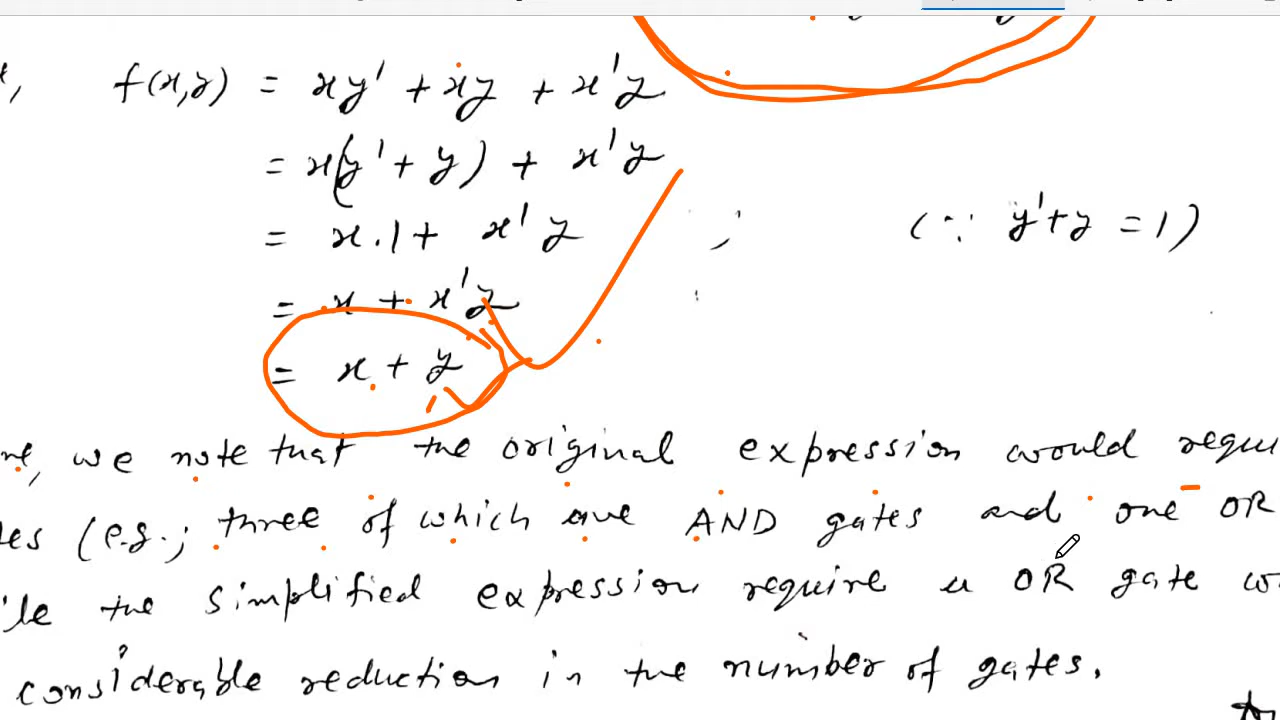 f(x,y) = xy' + xy + x'y
= x(y' + y) + x'y
= x.1 + x'y ; (∵ y'+y = 1)
= x + x'y
= x + y
we note that the original expression would requi
(e.g.; three of which are AND gates and one OR
the simplified expression require a OR gate
considerable reduction in the number of gates.